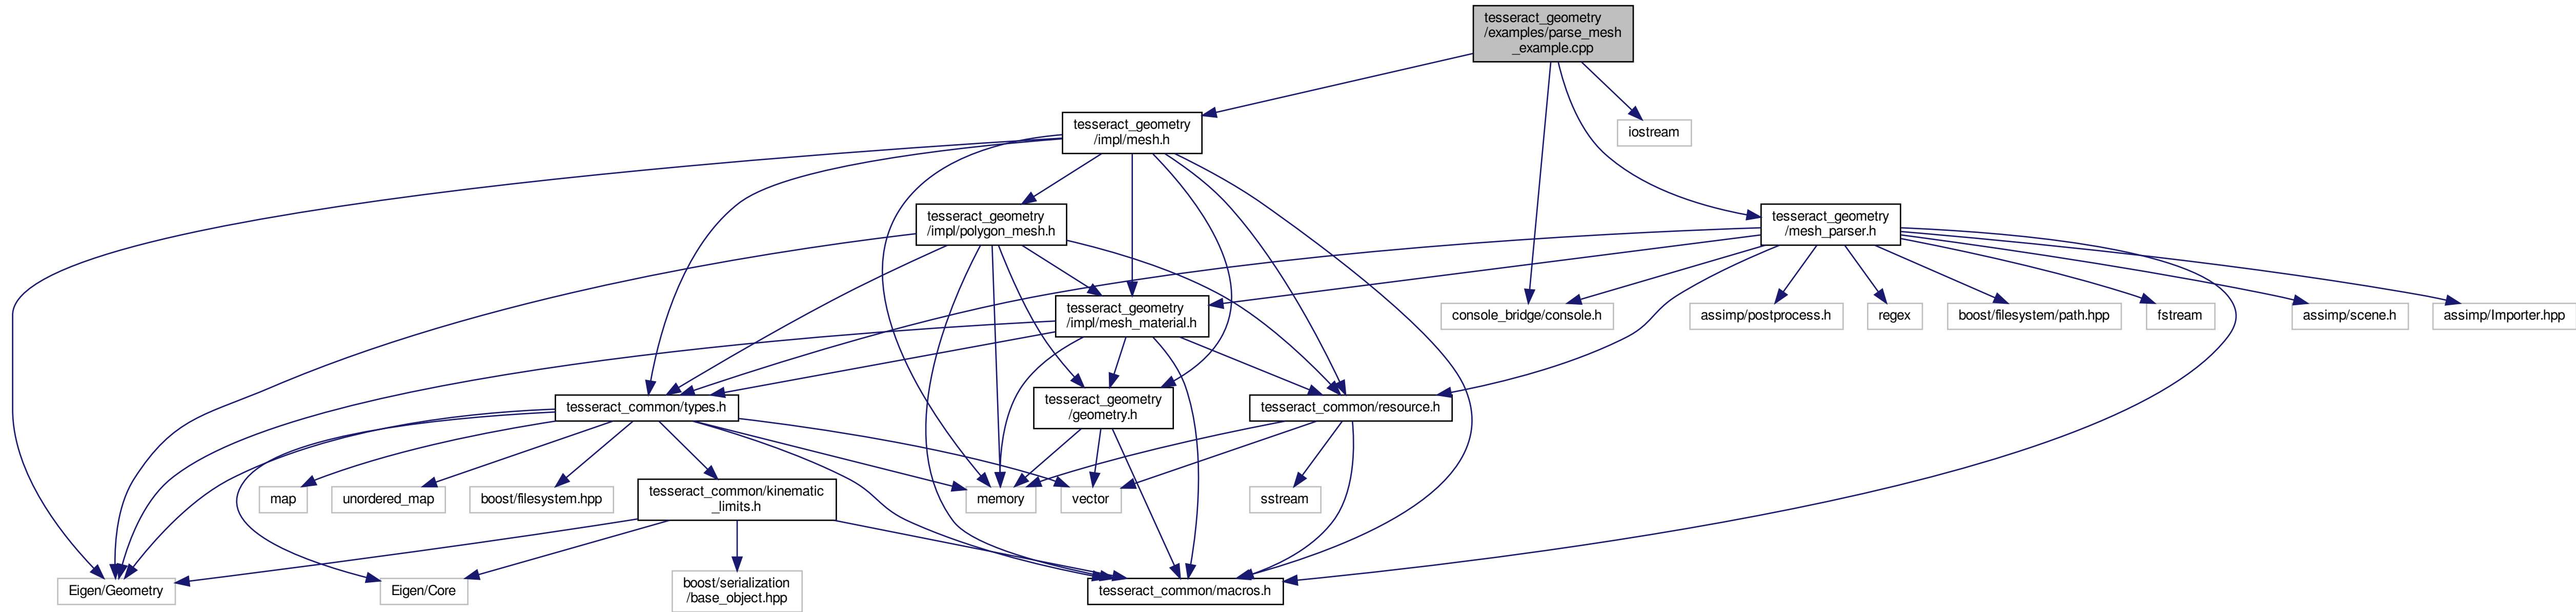 tesseract_geometry
/examples/parse_mesh
_example.cpp
tesseract_geometry
/impl/mesh.h
iostream
tesseract_geometry
/impl/polygon_mesh.h
tesseract_geometry
/mesh_parser.h
tesseract_geometry
/impl/mesh_material.h
console_bridge/console.h
assimp/postprocess.h
regex
boost/filesystem/path.hpp
fstream
assimp/scene.h
assimp/Importer.hpp
tesseract_common/types.h
tesseract_geometry
/geometry.h
tesseract_common/resource.h
map
unordered_map
boost/filesystem.hpp
tesseract_common/kinematic
_limits.h
memory
vector
sstream
Eigen/Geometry
Eigen/Core
boost/serialization
/base_object.hpp
tesseract_common/macros.h